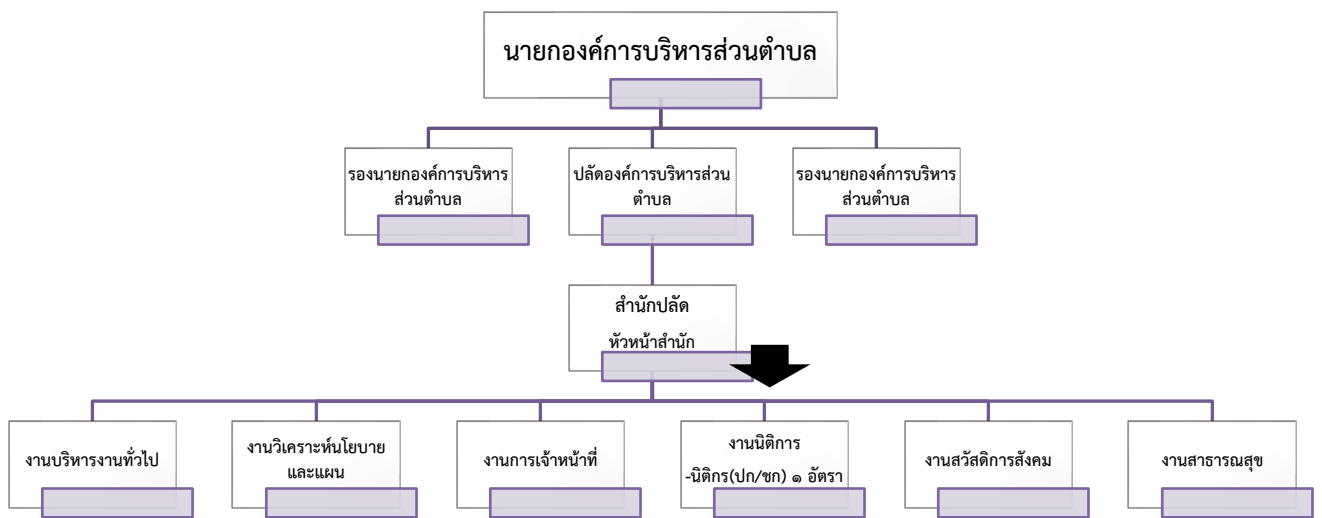 นายกองค์การบริหารส่วนตำบล
รองนายกองค์การบริหาร
ส่วนตำบล
ปลัดองค์การบริหารส่วน
ตำบล
รองนายกองค์การบริหาร
ส่วนตำบล
สำนักปลัด
หัวหน้าสำนัก
งานบริหารงานทั่วไป
งานวิเคราะห์นโยบาย
และแผน
งานการเจ้าหน้าที่
งานนิติการ
-นิติกร(ปก/ชก) ๑ อัตรา
งานสวัสดิการสังคม
งานสาธารณสุข